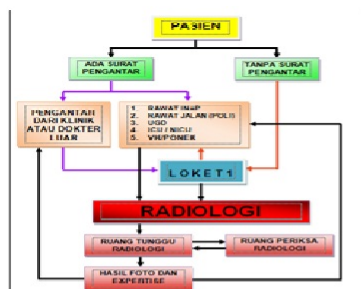 PASIEN
ADA SURAT
PENGANTAR
TANPA SURAT
PENGANTAR
PENGANTAR
DARI KLINIK
ATAU DOKTER
LUAR
1. RAWAT INAP
2. RAWAT JALAN (POLI)
3. UGD
4. ICU / NICU
5. VK/PONEK
LOKET 1
RADIOLOGI
RUANG TUNGGU
RADIOLOGI
RUANG PERIKSA
RADIOLOGI
HASIL FOTO DAN
EXPERTISE